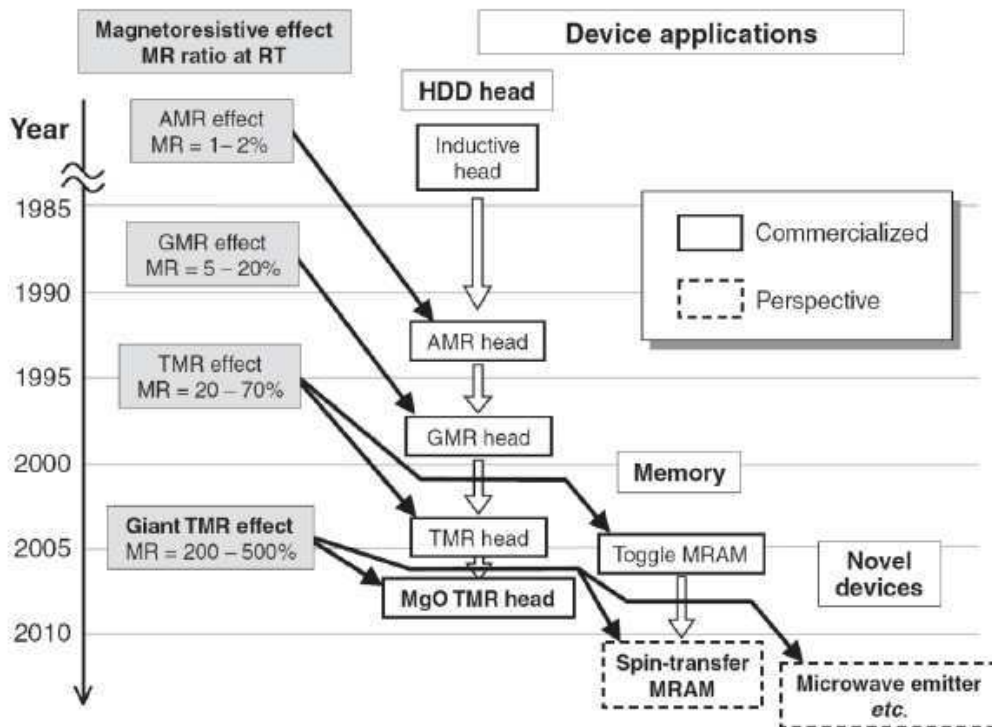 Magnetoresistive effect
MR ratio at RT
Device applications
HDD head
Year
AMR effect
MR = 1– 2%
Inductive
head
1985
Commercialized
GMR effect
MR = 5 – 20%
Perspective
1990
AMR head
TMR effect
MR = 20 – 70%
1995
GMR head
2000
Memory
Giant TMR effect
MR = 200 – 500%
TMR head
2005
Toggle MRAM
Novel
devices
MgO TMR head
2010
Spin-transfer
MRAM
Microwave emitter
etc.